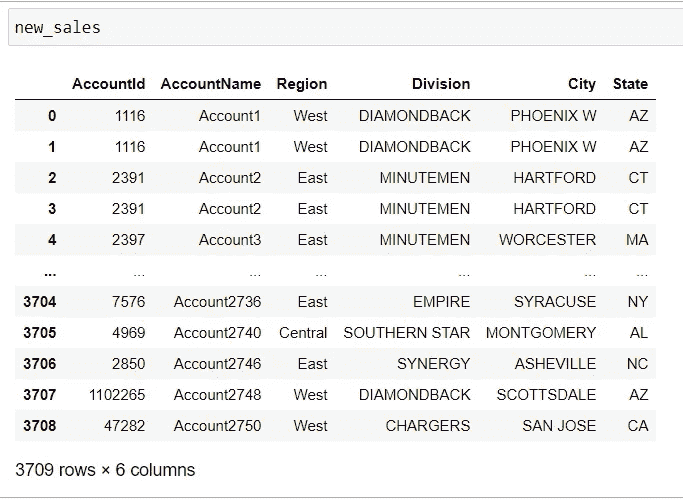 new_sales
AccountId AccountName Region Division City State
0 1116 Account1 West DIAMONDBACK PHOENIX W AZ
1 1116 Account1 West DIAMONDBACK PHOENIX W AZ
2 2391 Account2 East MINUTEMEN HARTFORD CT
3 2391 Account2 East MINUTEMEN HARTFORD CT
4 2397 Account3 East MINUTEMEN WORCESTER MA
... ... ... ... ... ... ...
3704 7576 Account2736 East EMPIRE SYRACUSE NY
3705 4969 Account2740 Central SOUTHERN STAR MONTGOMERY AL
3706 2850 Account2746 East SYNERGY ASHEVILLE NC
3707 1102265 Account2748 West DIAMONDBACK SCOTTSDALE AZ
3708 47282 Account2750 West CHARGERS SAN JOSE CA
3709 rows × 6 columns